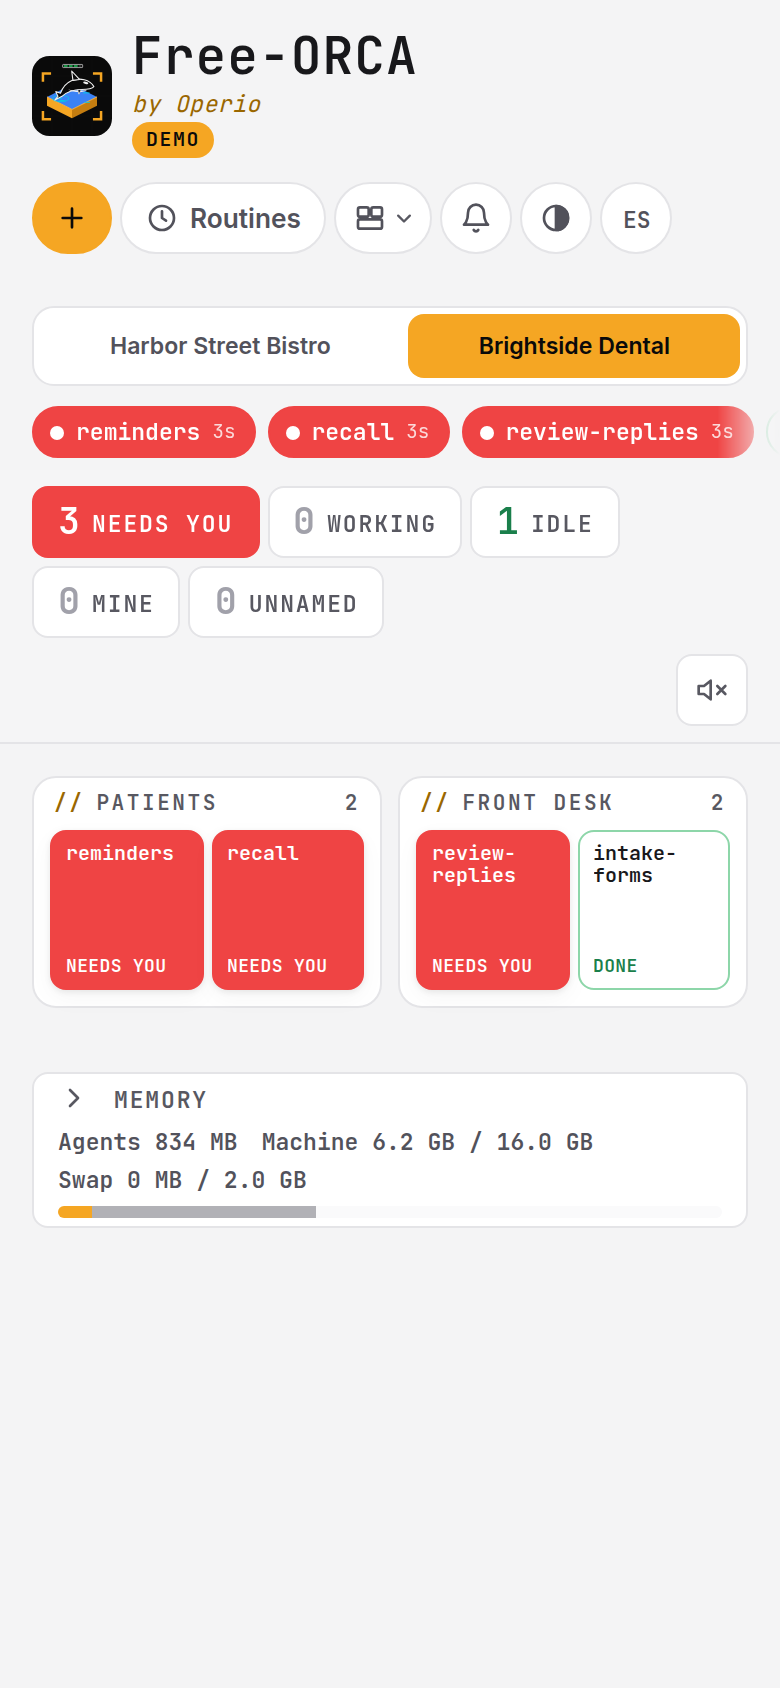 Free-ORCA
by Operio
DEMO
Routines
ES
Harbor Street Bistro
Brightside Dental
reminders 3s
recall 3s
review-replies 3s
3 NEEDS YOU
0 WORKING
1 IDLE
0 MINE
0 UNNAMED
// PATIENTS 2
// FRONT DESK 2
reminders
recall
review-
replies
intake-
forms
NEEDS YOU
NEEDS YOU
NEEDS YOU
DONE
MEMORY
Agents 834 MB Machine 6.2 GB / 16.0 GB
Swap 0 MB / 2.0 GB